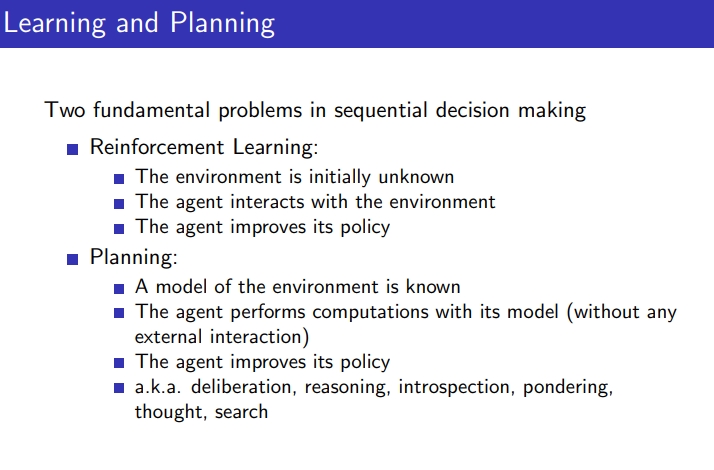 Learning and Planning
Two fundamental problems in sequential decision making
Reinforcement Learning:
The environment is initially unknown
The agent interacts with the environment
The agent improves its policy
Planning:
A model of the environment is known
The agent performs computations with its model (without any
external interaction)
The agent improves its policy
a.k.a. deliberation, reasoning, introspection, pondering,
thought, search